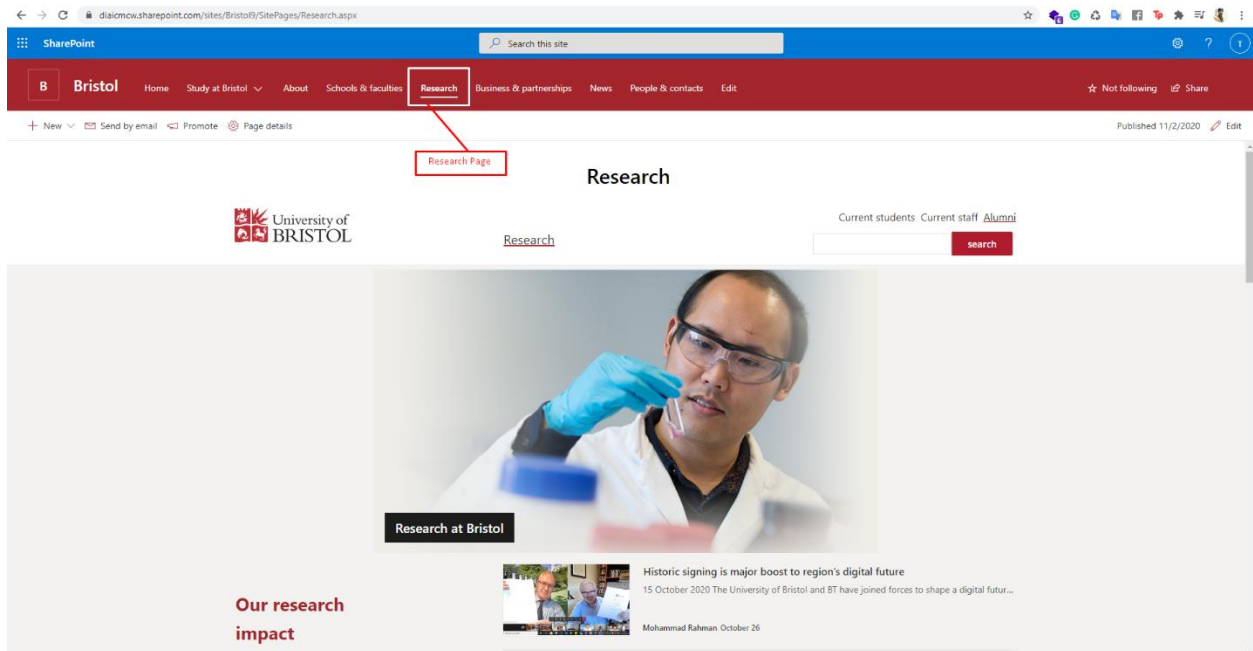 diaicmcw.sharepoint.com/sites/Bristol9/SitePages/Research.aspx
SharePoint
Search this site
?
T
B
Bristol
Home
Study at Bristol
About
Schools & faculties
Research
Business & partnerships
News
People & contacts
Edit
Not following
Share
New
Send by email
Promote
Page details
Published 11/2/2020
Edit
Research Page
Research
University of
BRISTOL
Research
Current students Current staff Alumni
search
Research at Bristol
Our research
impact
Historic signing is major boost to region's digital future
15 October 2020 The University of Bristol and BT have joined forces to shape a digital futur...
Mohammad Rahman October 26